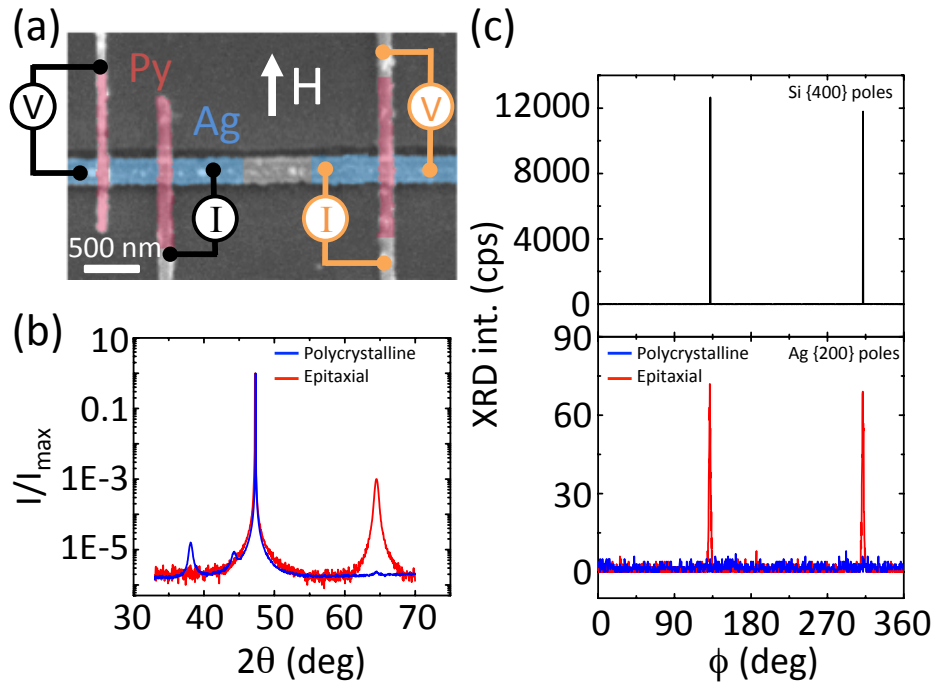 (a)
Py
H
V
Ag
V
I
I
500 nm
(b)
10
0.1
1E-3
1E-5
I/Imax
30 40 50 60 70
2θ (deg)
Polycrystalline
Epitaxial
(c)
Si {400} poles
12000
8000
4000
0
XRD int. (cps)
90
60
30
0
Polycrystalline
Epitaxial
Ag {200} poles
0 90 180 270 360
ϕ (deg)